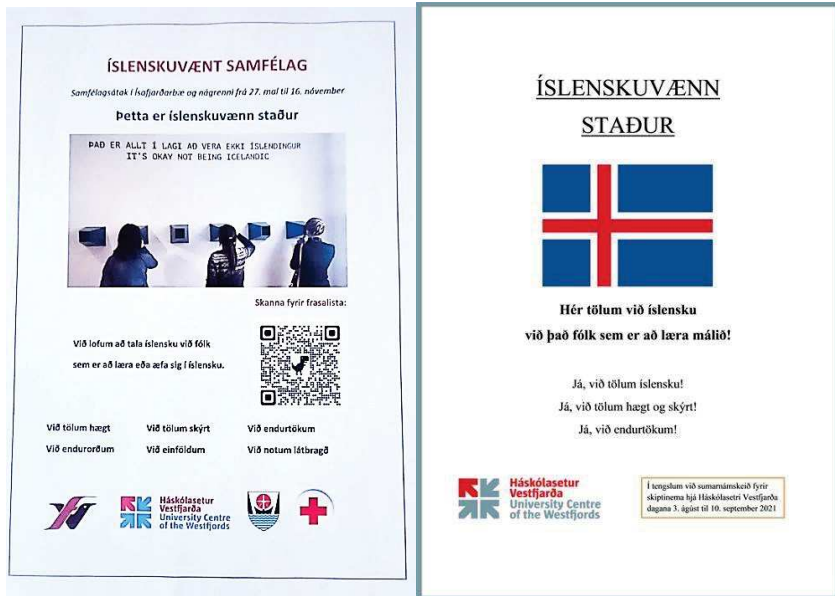 ÍSLENSKUVÆNT SAMFÉLAG
Samfélagsátak í Ísafjarðarbæ og nágrenni frá 27. maí til 16. nóvember
Þetta er íslenskuvænn staður
ÞAÐ ER ALLT Í LAGI AÐ VERA EKKI ÍSLENDINGUR
IT'S OKAY NOT BEING ICELANDIC
Skanna fyrir frasalista:
Við lofum að tala íslensku við fólk
sem er að læra eða æfa sig í íslensku.
Við tölum hægt
Við tölum skýrt
Við endurtökum
Við endurorðum
Við einföldum
Við notum látbragð
Háskólasetur
Vestfjarða
University Centre
of the Westfjords
ÍSLENSKUVÆNN
STAÐUR
Hér tölum við íslensku
við það fólk sem er að læra málið!
Já, við tölum íslensku!
Já, við tölum hægt og skýrt!
Já, við endurtökum!
Háskólasetur
Vestfjarða
University Centre
of the Westfjords
Í tengslum við sumarnámskeið fyrir
skiptinema hjá Háskólasetri Vestfjarða
dagana 3. ágúst til 10. september 2021